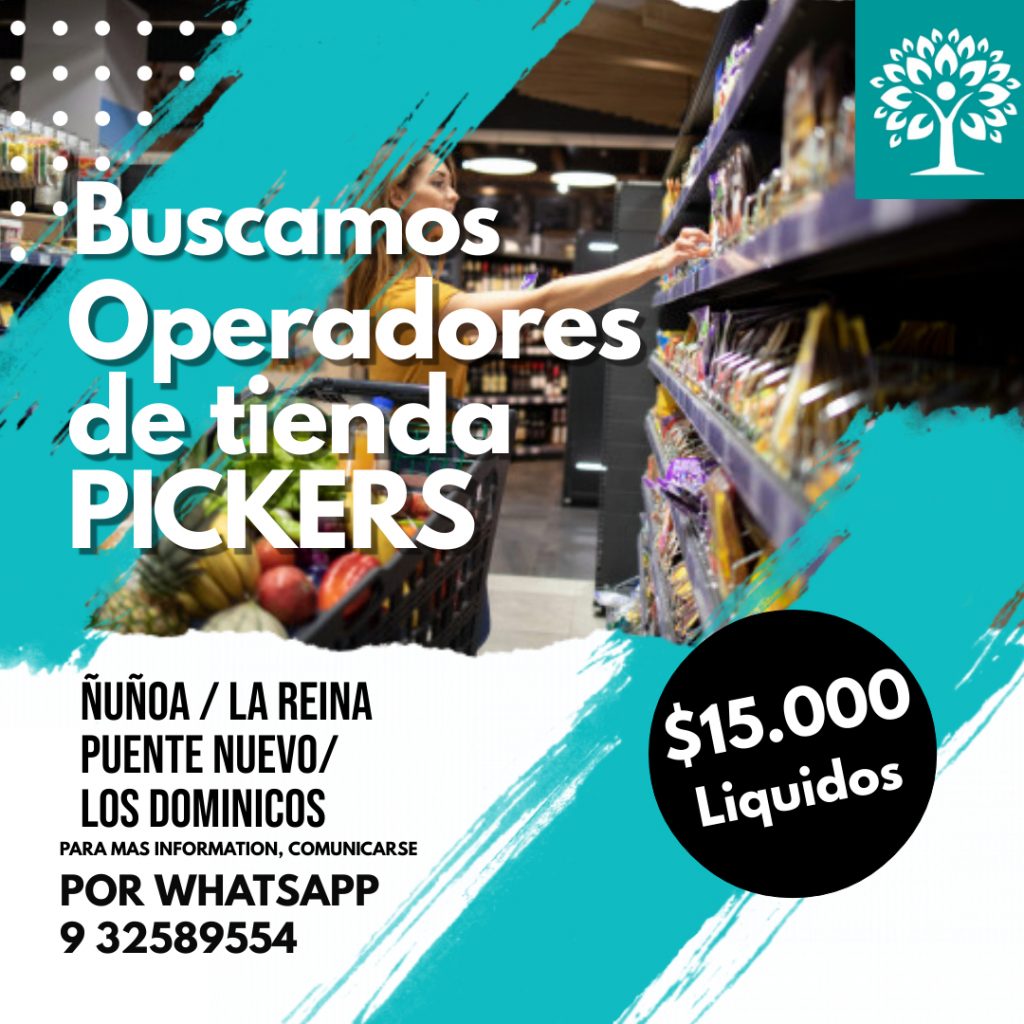 Buscamos
Operadores
de tienda
PICKERS
ÑUÑOA / LA REINA
PUENTE NUEVO/
LOS DOMINICOS
PARA MAS INFORMATION, COMUNICARSE
POR WHATSAPP
9 32589554
$15.000
Liquidos